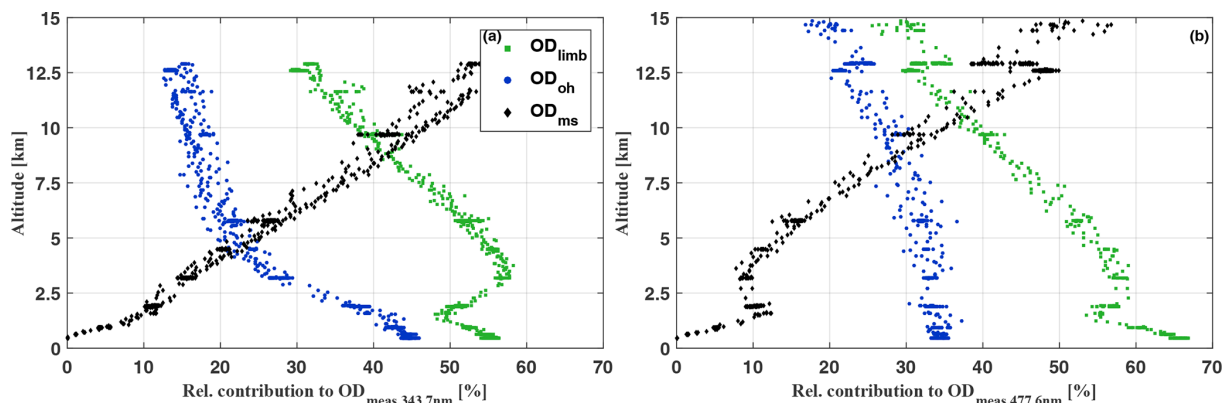 15
12.5
10
7.5
5
2.5
0
Altitude [km]
0 10 20 30 40 50 60 70
Rel. contribution to OD_meas,343.7nm [%]
(a)
OD_limb
OD_oh
OD_ms
15
12.5
10
7.5
5
2.5
0
Altitude [km]
0 10 20 30 40 50 60 70
Rel. contribution to OD_meas,477.6nm [%]
(b)